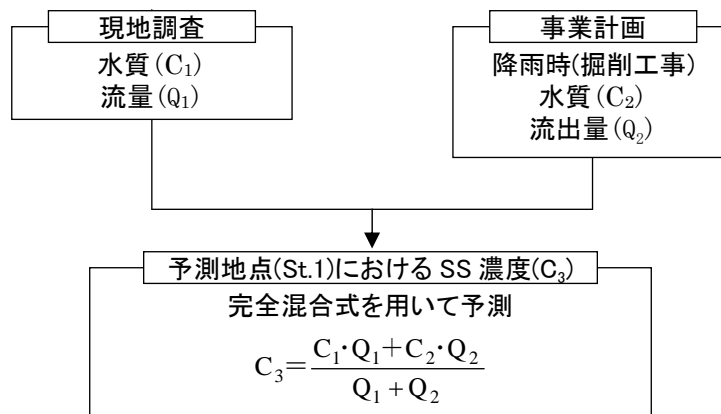 現地調査
水質(C₁)
流量(Q₁)
事業計画
降雨時(掘削工事)
水質(C₂)
流出量(Q₂)
予測地点(St.1)における SS 濃度(C₃)
完全混合式を用いて予測
C₃＝(C₁・Q₁＋C₂・Q₂)/(Q₁＋Q₂)